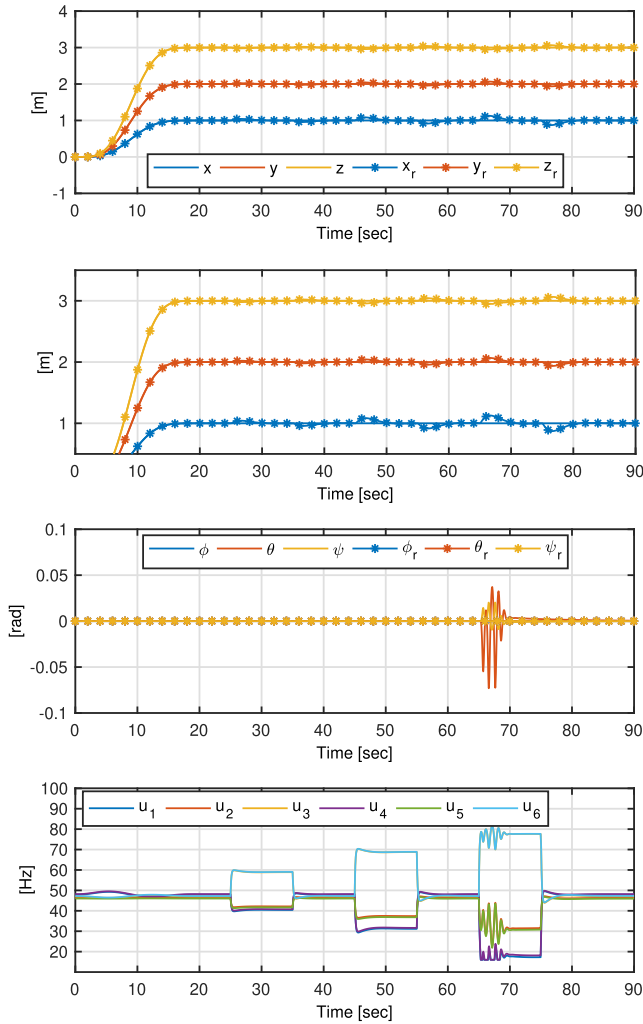 4
3
2
1
0
-1
[m]
x y z x_r y_r z_r
0 10 20 30 40 50 60 70 80 90
Time [sec]
3
2
1
[m]
0 10 20 30 40 50 60 70 80 90
Time [sec]
0.1
0.05
0
-0.05
-0.1
[rad]
ϕ θ ψ ϕ_r θ_r ψ_r
0 10 20 30 40 50 60 70 80 90
Time [sec]
100
90
80
70
60
50
40
30
20
[Hz]
u_1 u_2 u_3 u_4 u_5 u_6
0 10 20 30 40 50 60 70 80 90
Time [sec]